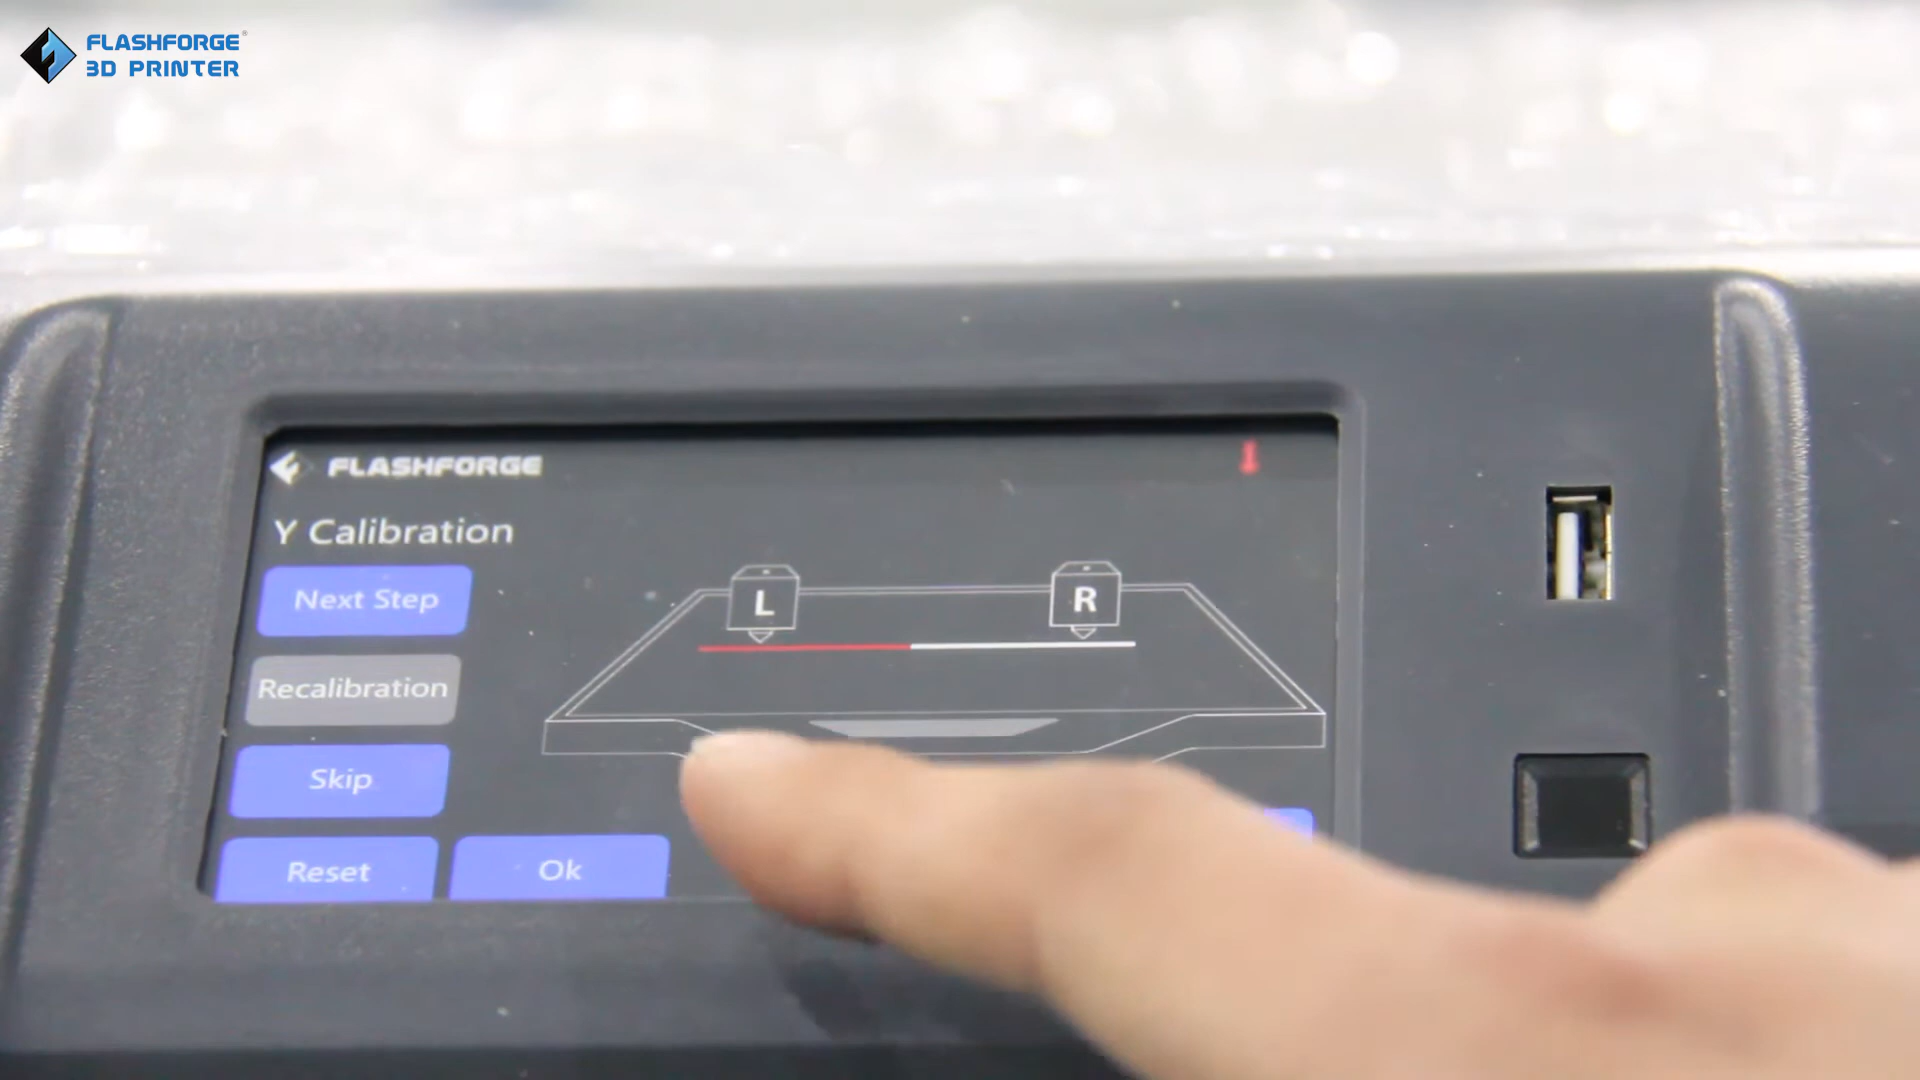 FLASHFORGE®
3D PRINTER
FLASHFORGE
Y Calibration
Next Step
L
R
Recalibration
Skip
Reset
Ok